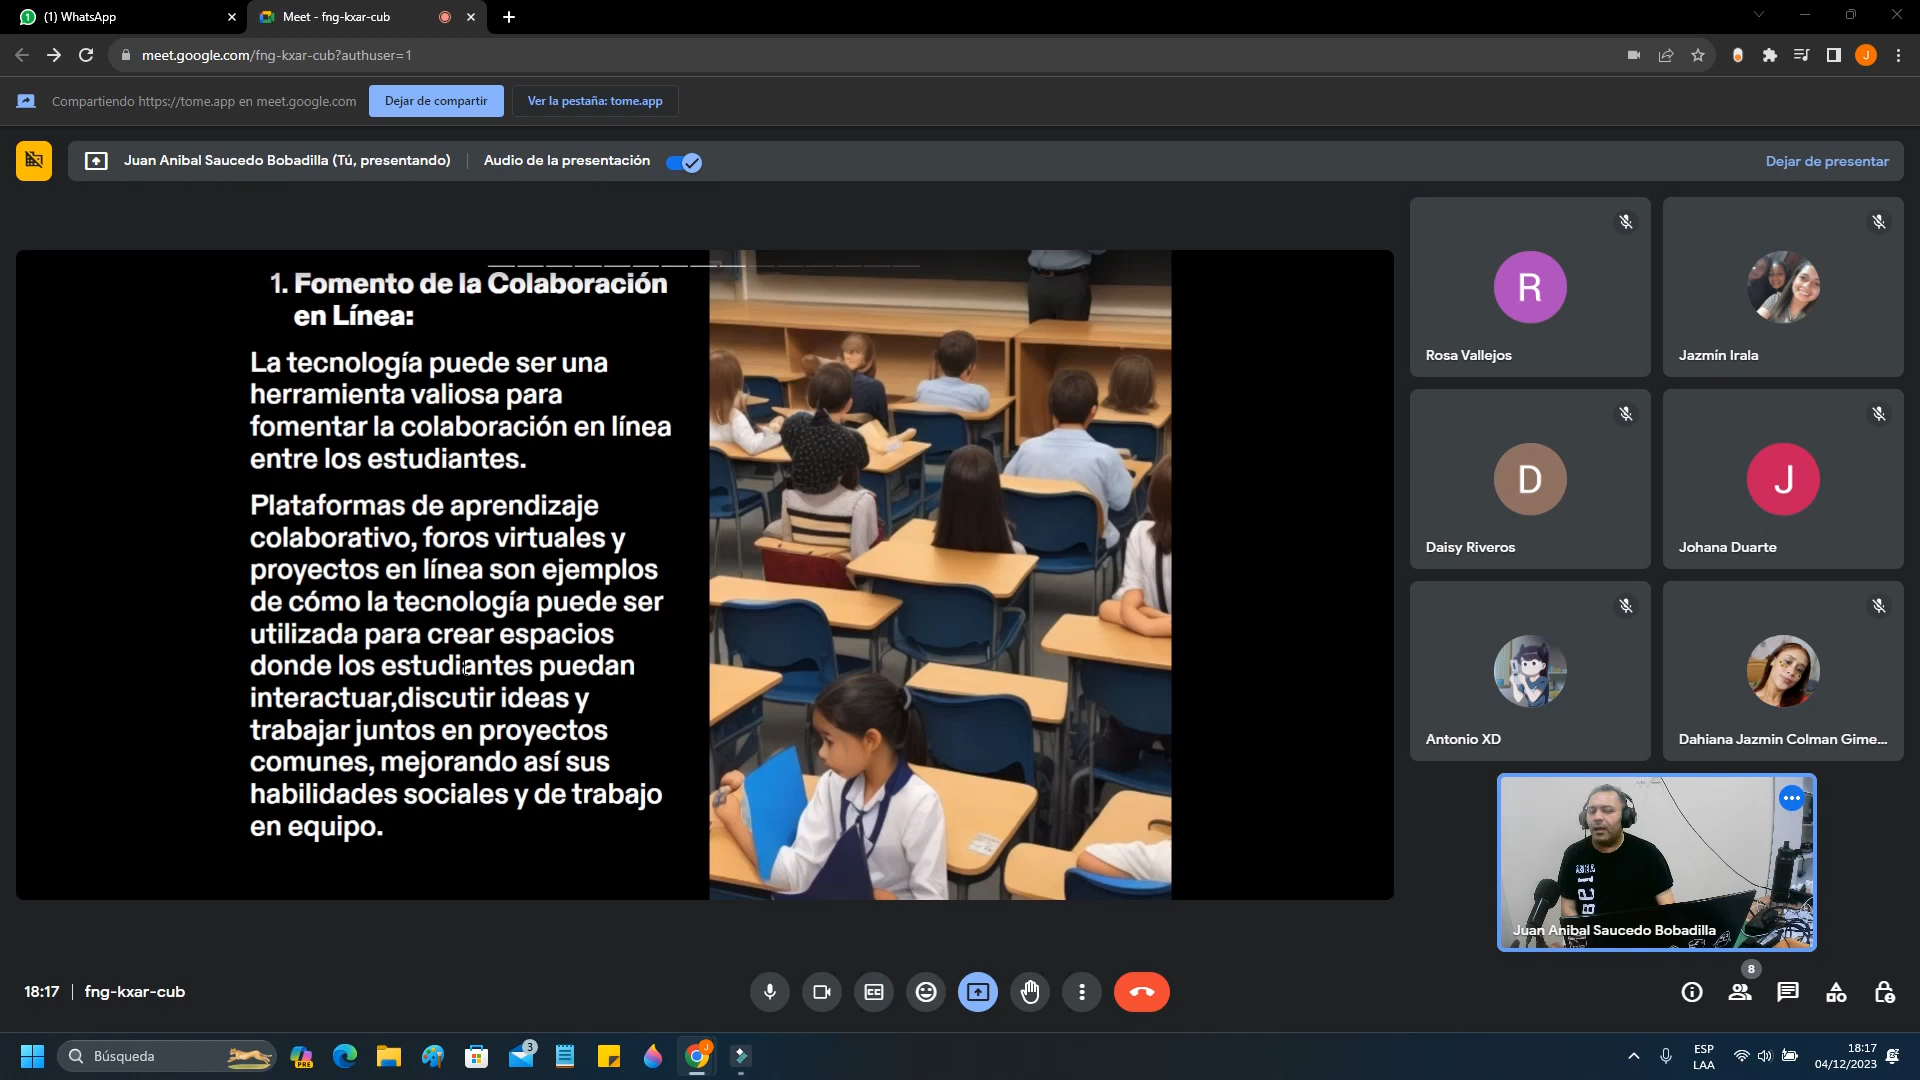 (1) WhatsApp
Meet - fng-kxar-cub
meet.google.com/fng-kxar-cub?authuser=1
J
Compartiendo https://tome.app en meet.google.com
Dejar de compartir
Ver la pestaña: tome.app
Juan Anibal Saucedo Bobadilla (Tú, presentando)
Audio de la presentación
Dejar de presentar
1. Fomento de la Colaboración
en Línea:
La tecnología puede ser una
herramienta valiosa para
fomentar la colaboración en línea
entre los estudiantes.
Plataformas de aprendizaje
colaborativo, foros virtuales y
proyectos en línea son ejemplos
de cómo la tecnología puede ser
utilizada para crear espacios
donde los estudiantes puedan
interactuar,discutir ideas y
trabajar juntos en proyectos
comunes, mejorando así sus
habilidades sociales y de trabajo
en equipo.
R
Rosa Vallejos
Jazmín Irala
D
Daisy Riveros
J
Johana Duarte
Antonio XD
Dahiana Jazmin Colman Gime...
Juan Anibal Saucedo Bobadilla
18:17 | fng-kxar-cub
8
Búsqueda
PRE
3
J
ESP
LAA
18:17
04/12/2023